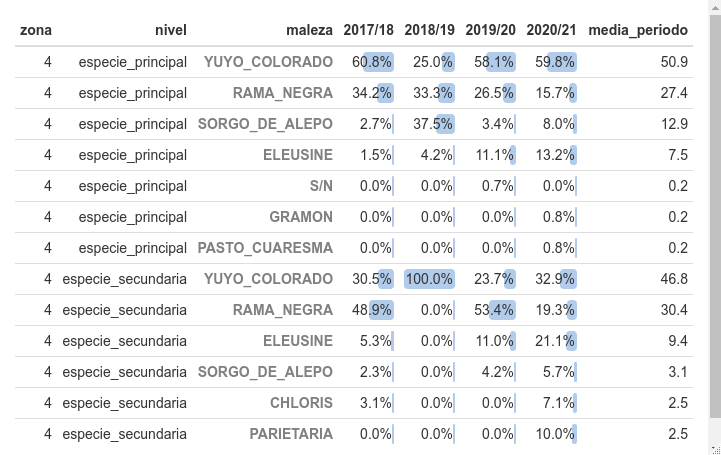 zona nivel maleza 2017/18 2018/19 2019/20 2020/21 media_periodo
4 especie_principal YUYO_COLORADO 60.8% 25.0% 58.1% 59.8% 50.9
4 especie_principal RAMA_NEGRA 34.2% 33.3% 26.5% 15.7% 27.4
4 especie_principal SORGO_DE_ALEPO 2.7% 37.5% 3.4% 8.0% 12.9
4 especie_principal ELEUSINE 1.5% 4.2% 11.1% 13.2% 7.5
4 especie_principal S/N 0.0% 0.0% 0.7% 0.0% 0.2
4 especie_principal GRAMON 0.0% 0.0% 0.0% 0.8% 0.2
4 especie_principal PASTO_CUARESMA 0.0% 0.0% 0.0% 0.8% 0.2
4 especie_secundaria YUYO_COLORADO 30.5% 100.0% 23.7% 32.9% 46.8
4 especie_secundaria RAMA_NEGRA 48.9% 0.0% 53.4% 19.3% 30.4
4 especie_secundaria ELEUSINE 5.3% 0.0% 11.0% 21.1% 9.4
4 especie_secundaria SORGO_DE_ALEPO 2.3% 0.0% 4.2% 5.7% 3.1
4 especie_secundaria CHLORIS 3.1% 0.0% 0.0% 7.1% 2.5
4 especie_secundaria PARIETARIA 0.0% 0.0% 0.0% 10.0% 2.5